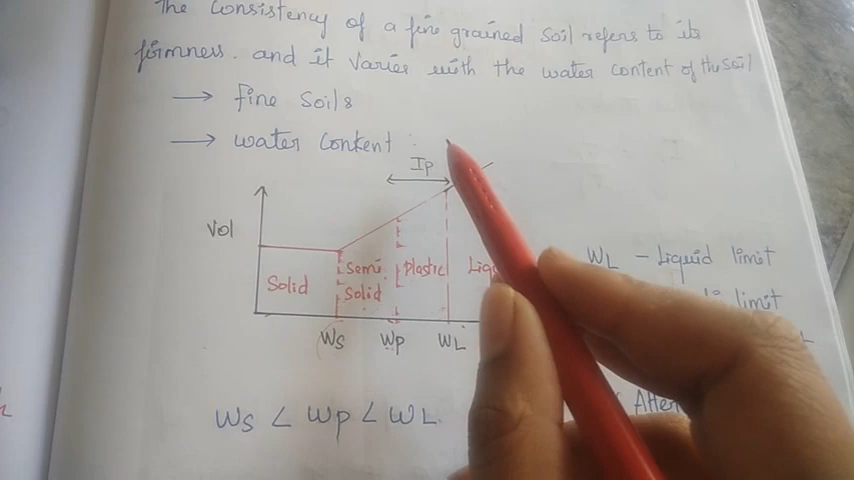 The Consistency of a fine grained Soil refers to its
firmness. and it varies with the water content of the Soil
→ fine Soils
→ water Content :
Ip
Vol
Solid
Semi
Solid
Plastic
WL - Liquid limit
limit
Ws Wp WL
Ws < Wp < WL